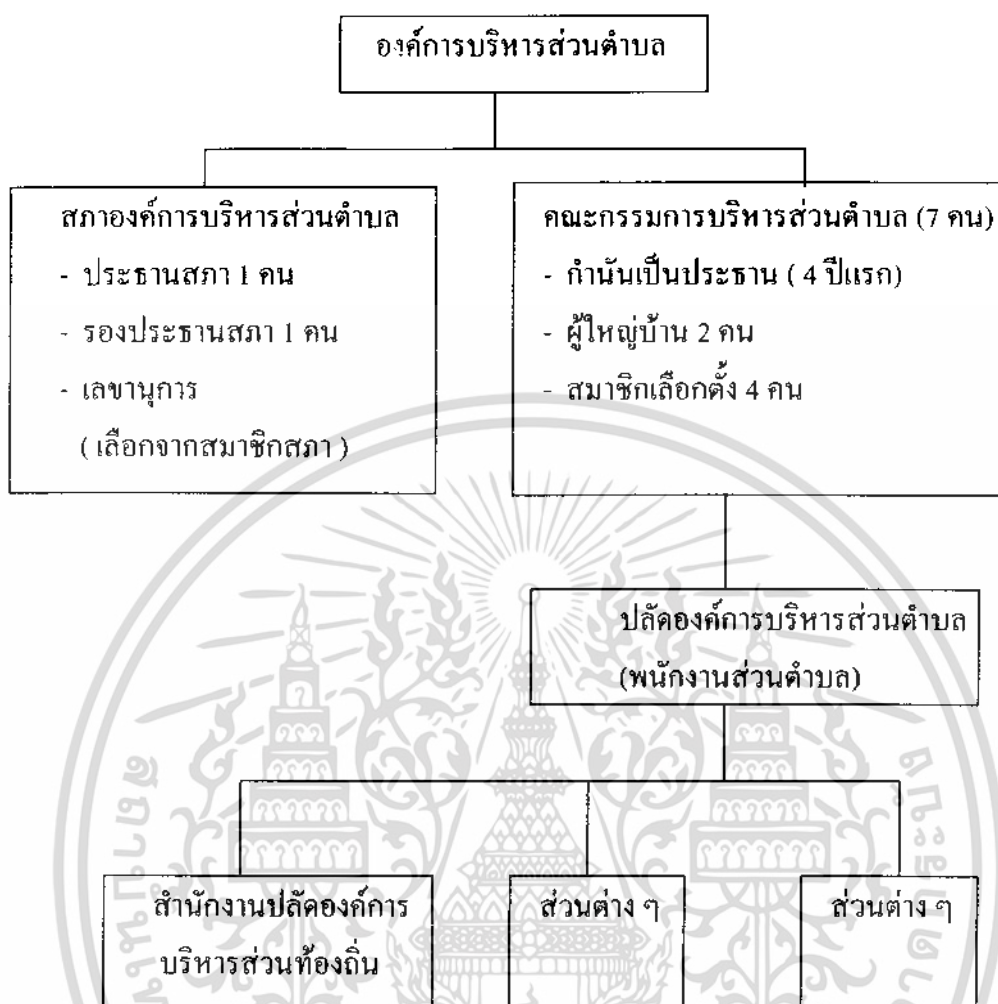 องค์การบริหารส่วนตำบล
สภาองค์การบริหารส่วนตำบล
- ประธานสภา 1 คน
- รองประธานสภา 1 คน
- เลขานุการ
( เลือกจากสมาชิกสภา )
คณะกรรมการบริหารส่วนตำบล (7 คน)
- กำนันเป็นประธาน ( 4 ปีแรก)
- ผู้ใหญ่บ้าน 2 คน
- สมาชิกเลือกตั้ง 4 คน
ปลัดองค์การบริหารส่วนตำบล
(พนักงานส่วนตำบล)
สำนักงานปลัดองค์การ
บริหารส่วนท้องถิ่น
ส่วนต่าง ๆ
ส่วนต่าง ๆ